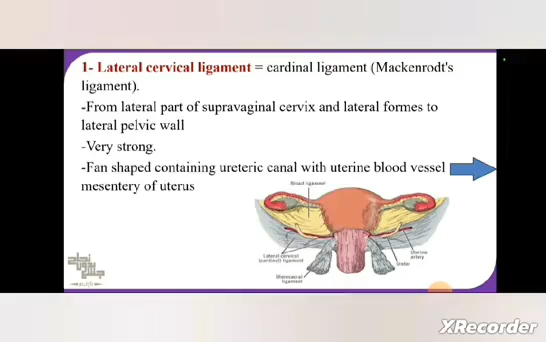 1- Lateral cervical ligament = cardinal ligament (Mackenrodt's
ligament).
-From lateral part of supravaginal cervix and lateral formes to
lateral pelvic wall
-Very strong.
-Fan shaped containing ureteric canal with uterine blood vessel
mesentery of uterus
Broad ligament
Lateral cervical
(cardinal) ligament
Uterosacral
ligament
Uterine
artery
Ureter
XRecorder